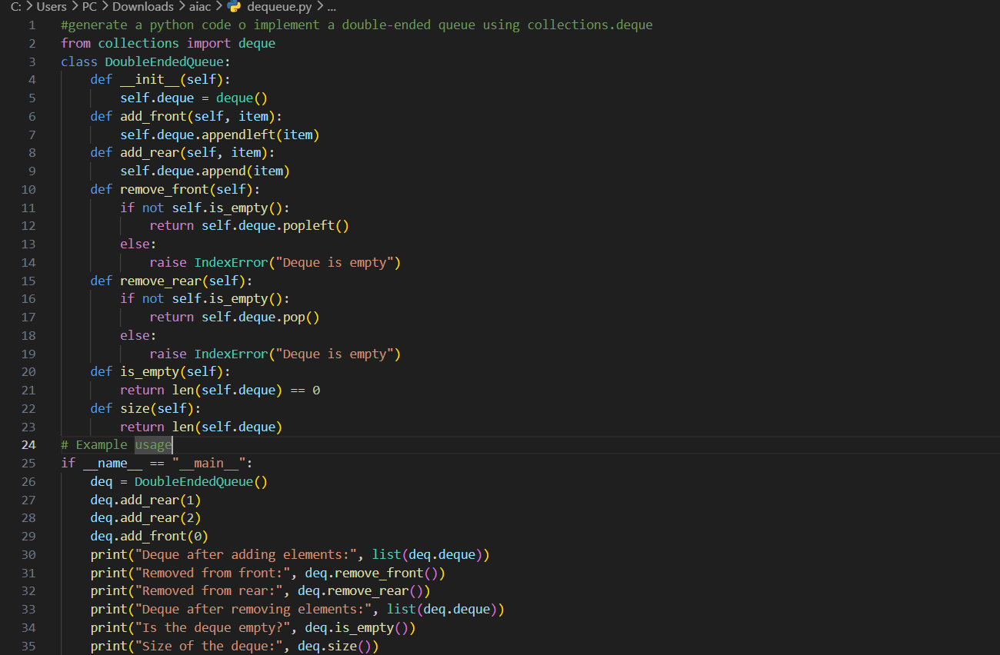 C: > Users > PC > Downloads > aiac > dequeue.py > ...
1 #generate a python code o implement a double-ended queue using collections.deque
2 from collections import deque
3 class DoubleEndedQueue:
4     def __init__(self):
5         self.deque = deque()
6     def add_front(self, item):
7         self.deque.appendleft(item)
8     def add_rear(self, item):
9         self.deque.append(item)
10     def remove_front(self):
11         if not self.is_empty():
12             return self.deque.popleft()
13         else:
14             raise IndexError("Deque is empty")
15     def remove_rear(self):
16         if not self.is_empty():
17             return self.deque.pop()
18         else:
19             raise IndexError("Deque is empty")
20     def is_empty(self):
21         return len(self.deque) == 0
22     def size(self):
23         return len(self.deque)
24 # Example usage
25 if __name__ == "__main__":
26     deq = DoubleEndedQueue()
27     deq.add_rear(1)
28     deq.add_rear(2)
29     deq.add_front(0)
30     print("Deque after adding elements:", list(deq.deque))
31     print("Removed from front:", deq.remove_front())
32     print("Removed from rear:", deq.remove_rear())
33     print("Deque after removing elements:", list(deq.deque))
34     print("Is the deque empty?", deq.is_empty())
35     print("Size of the deque:", deq.size())